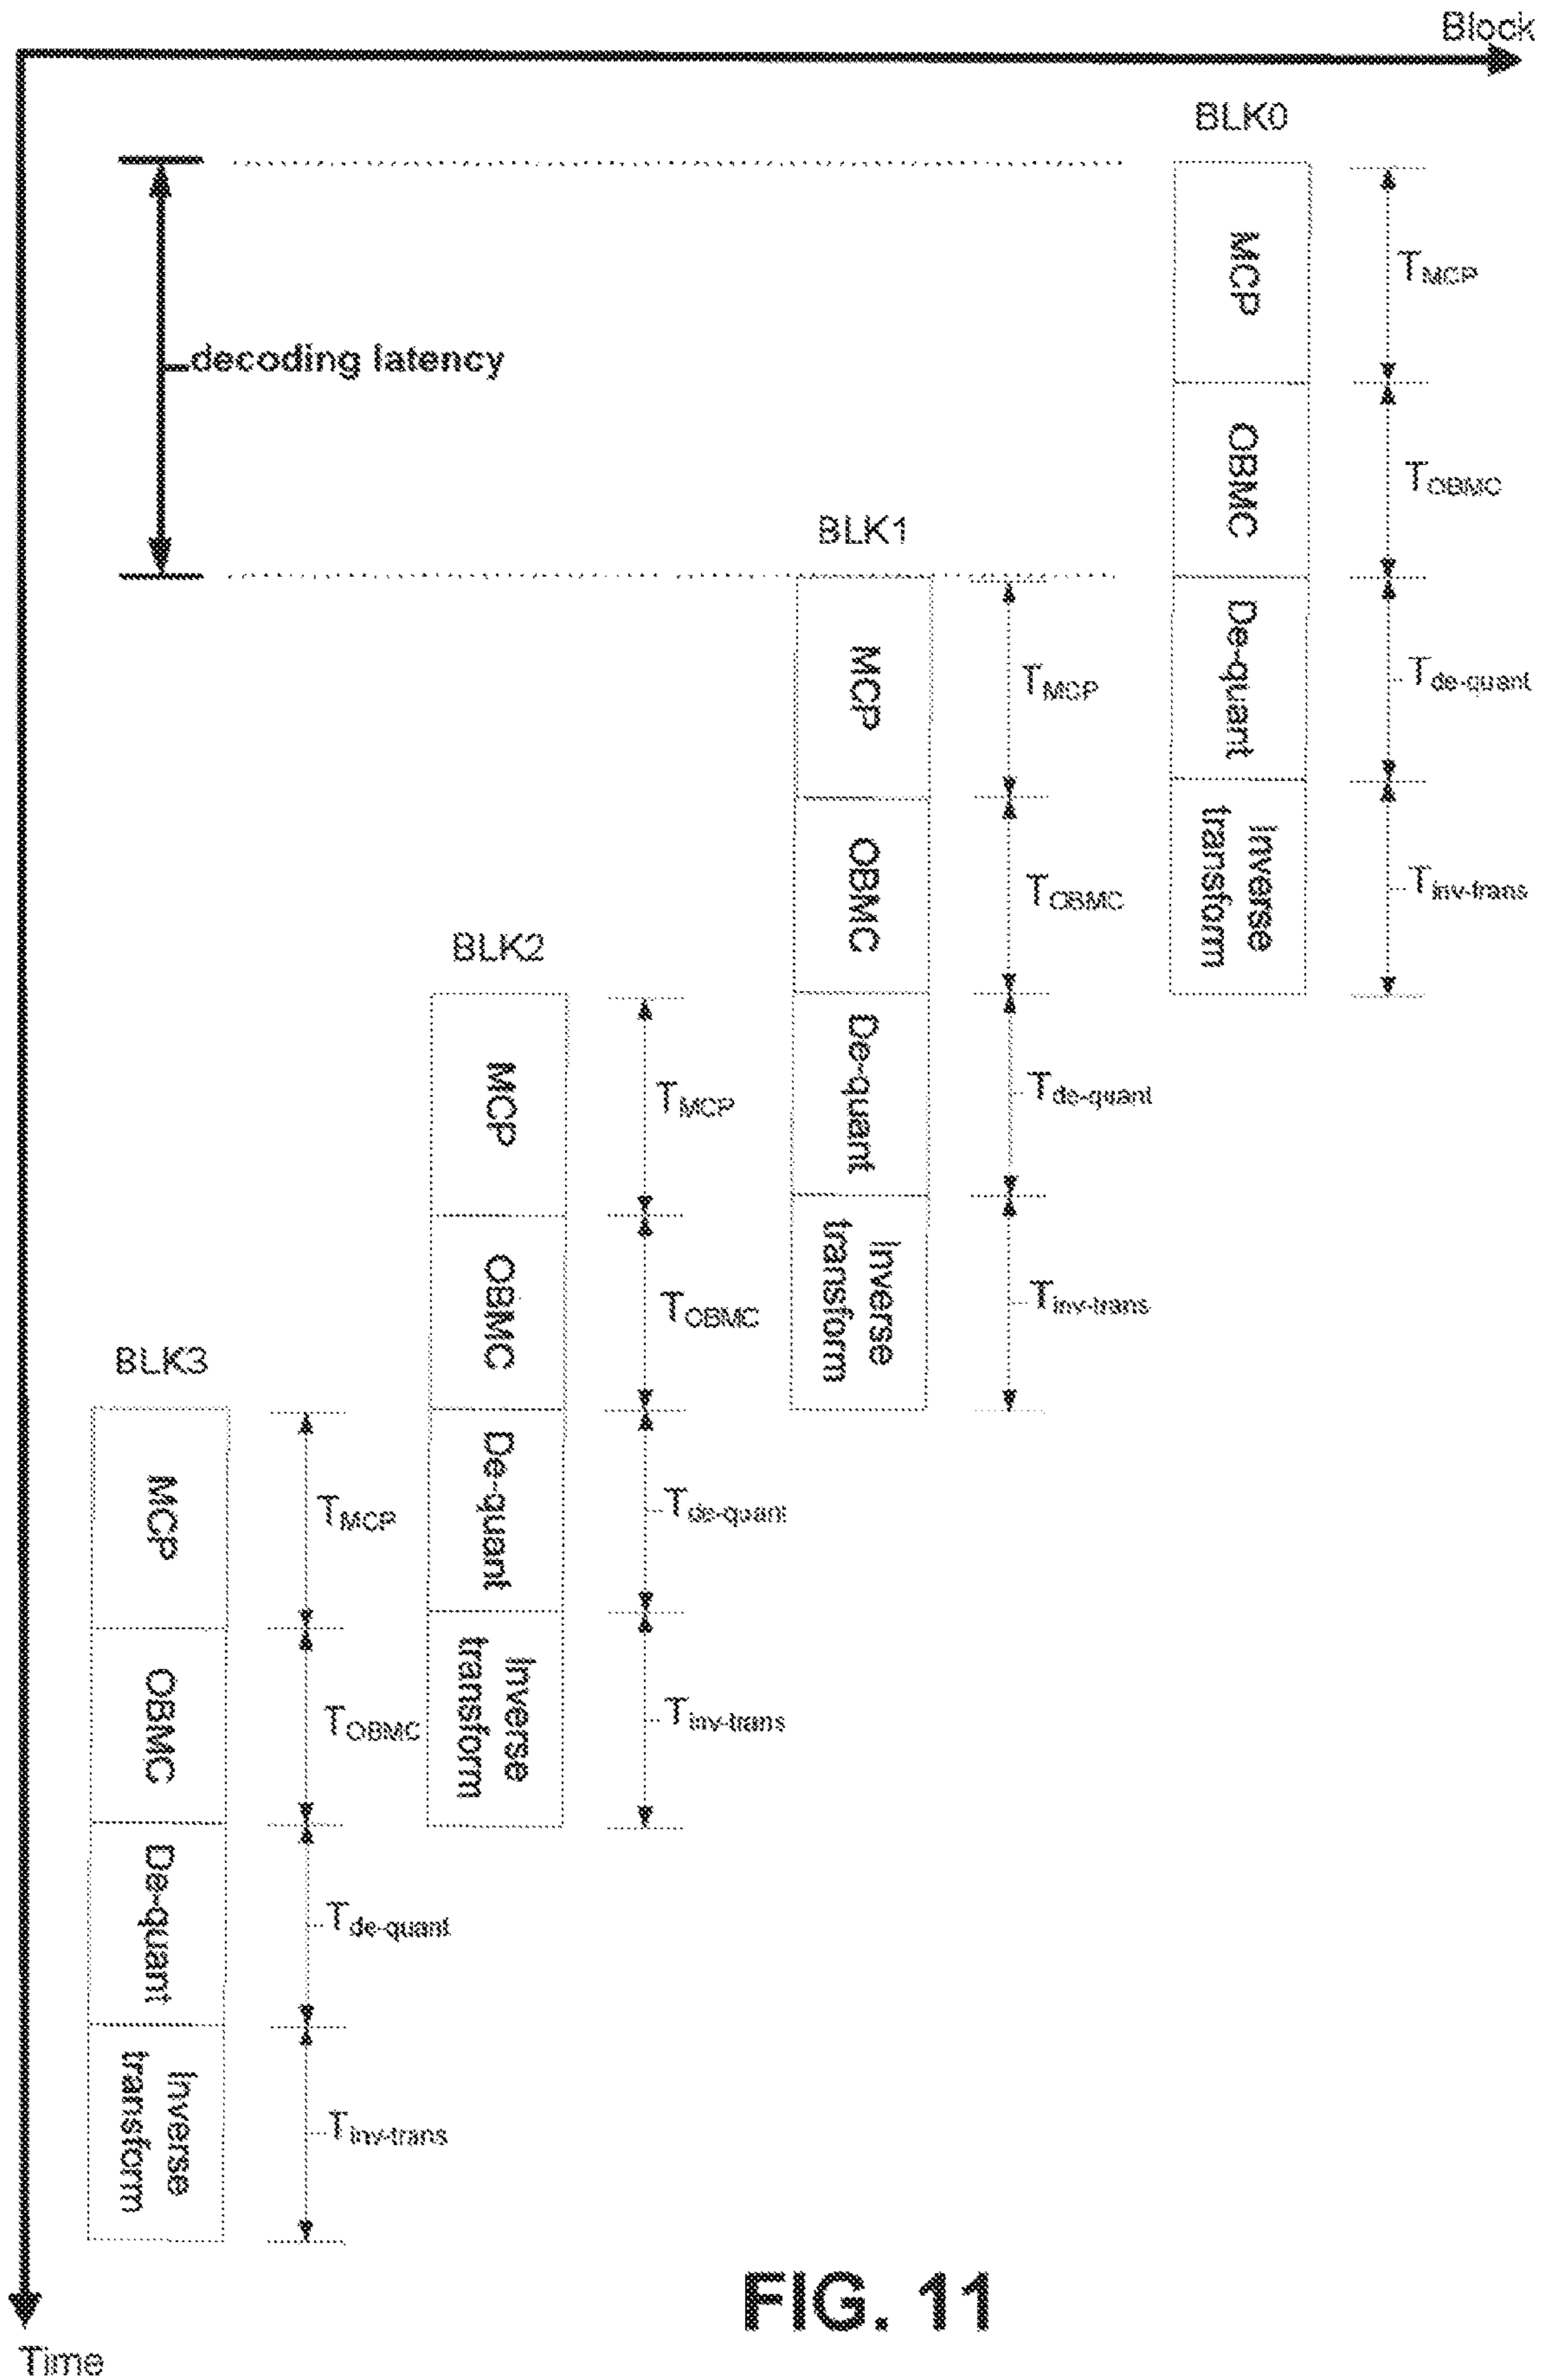 Block
BLK0
MCP
OBMC
De-quant
Inverse
transform
TMCP
TOBMC
Tde-quant
Tinv-trans
decoding latency
BLK1
MCP
OBMC
De-quant
Inverse
transform
TMCP
TOBMC
Tde-quant
Tinv-trans
BLK2
MCP
OBMC
De-quant
Inverse
transform
TMCP
TOBMC
Tde-quant
Tinv-trans
BLK3
MCP
OBMC
De-quant
Inverse
transform
TMCP
TOBMC
Tde-quant
Tinv-trans
FIG. 11
Time